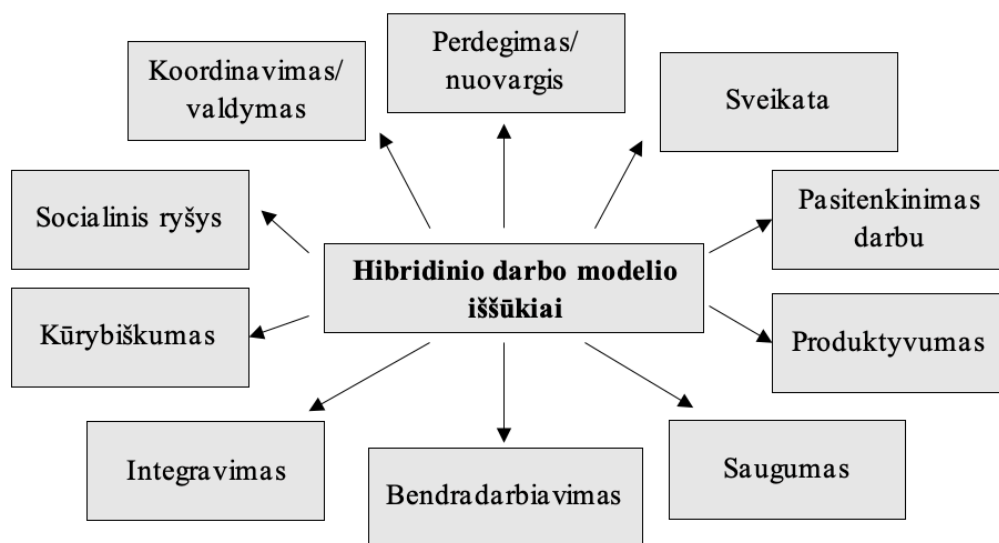 Perdegimas/
nuovargis
Koordinavimas/
valdymas
Sveikata
Socialinis ryšys
Pasitenkinimas
darbu
Hibridinio darbo modelio
iššūkiai
Kūrybiškumas
Produktyvumas
Integravimas
Bendradarbiavimas
Saugumas